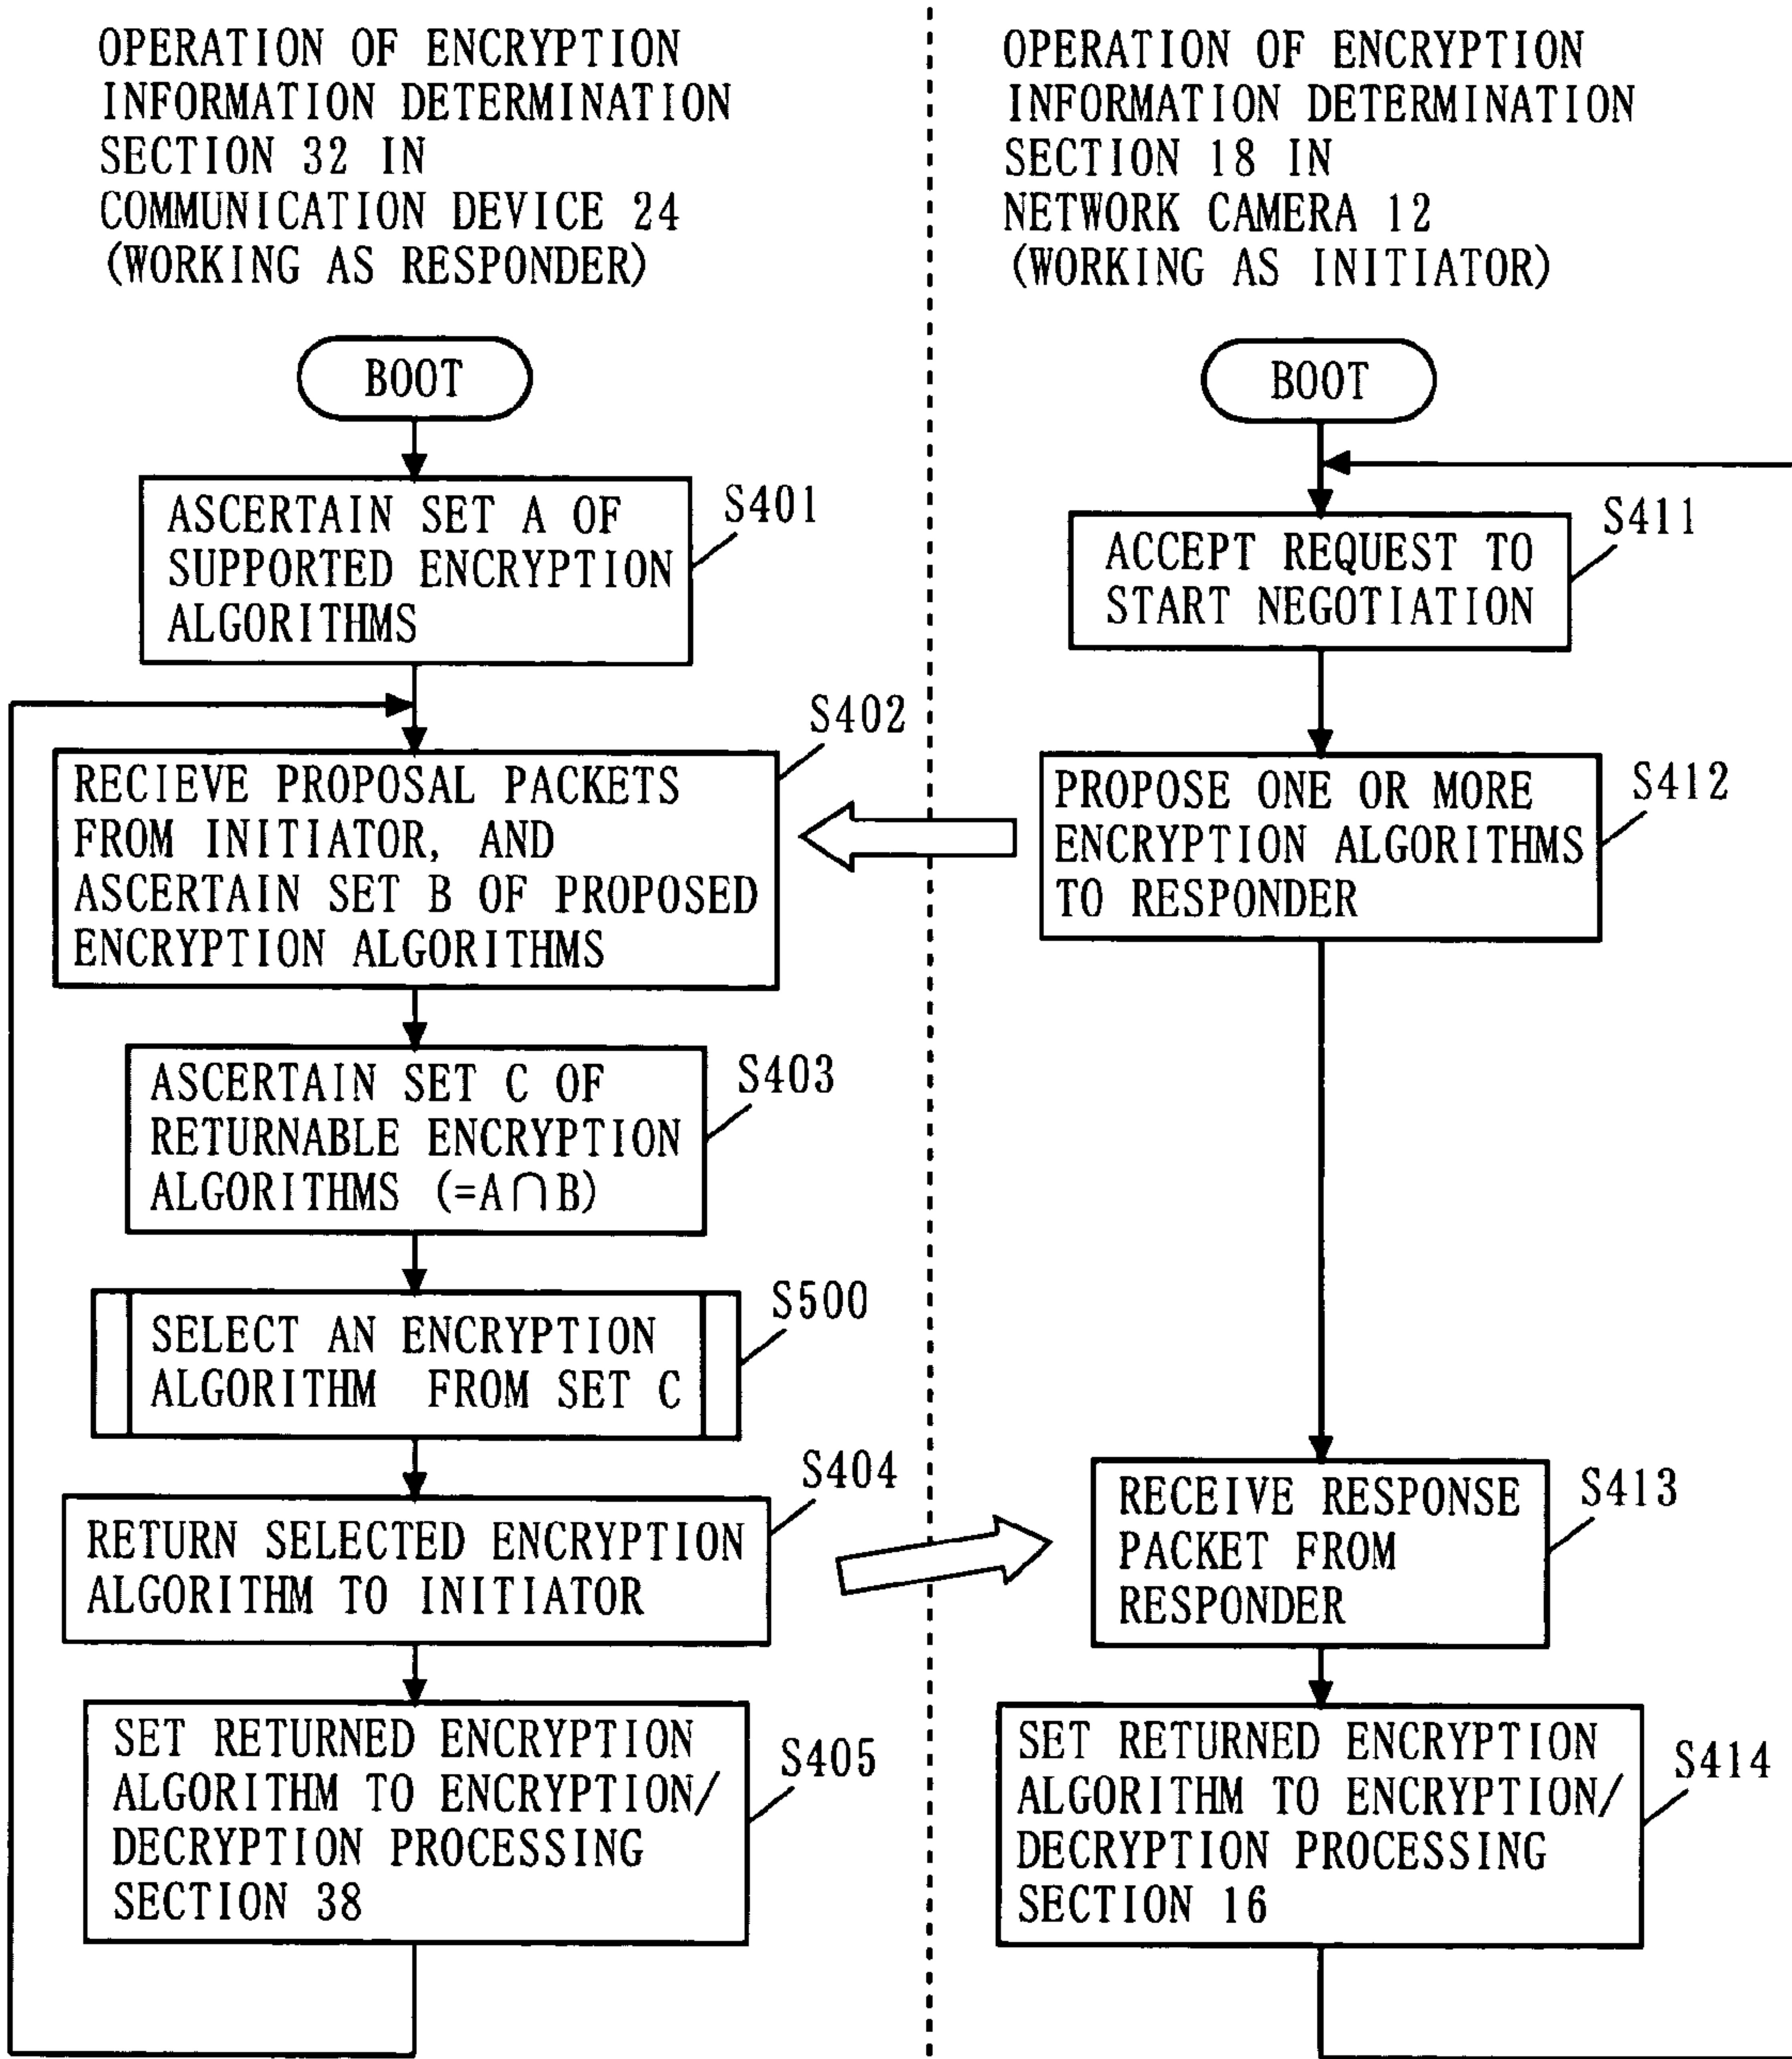 OPERATION OF ENCRYPTION
INFORMATION DETERMINATION
SECTION 32 IN
COMMUNICATION DEVICE 24
(WORKING AS RESPONDER)
BOOT
ASCERTAIN SET A OF
SUPPORTED ENCRYPTION
ALGORITHMS
S401
RECIEVE PROPOSAL PACKETS
FROM INITIATOR, AND
ASCERTAIN SET B OF PROPOSED
ENCRYPTION ALGORITHMS
S402
ASCERTAIN SET C OF
RETURNABLE ENCRYPTION
ALGORITHMS (=A∩B)
S403
SELECT AN ENCRYPTION
ALGORITHM FROM SET C
S500
RETURN SELECTED ENCRYPTION
ALGORITHM TO INITIATOR
S404
SET RETURNED ENCRYPTION
ALGORITHM TO ENCRYPTION/
DECRYPTION PROCESSING
SECTION 38
S405
OPERATION OF ENCRYPTION
INFORMATION DETERMINATION
SECTION 18 IN
NETWORK CAMERA 12
(WORKING AS INITIATOR)
BOOT
ACCEPT REQUEST TO
START NEGOTIATION
S411
PROPOSE ONE OR MORE
ENCRYPTION ALGORITHMS
TO RESPONDER
S412
RECEIVE RESPONSE
PACKET FROM
RESPONDER
S413
SET RETURNED ENCRYPTION
ALGORITHM TO ENCRYPTION/
DECRYPTION PROCESSING
SECTION 16
S414